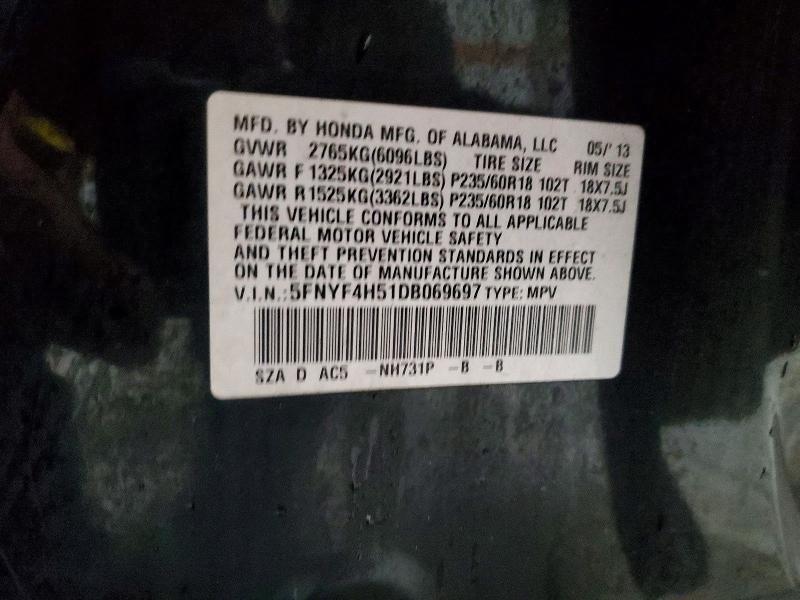 MFD. BY HONDA MFG. OF ALABAMA, LLC 05/'13
GVWR 2765KG(6096LBS) TIRE SIZE RIM SIZE
GAWR F 1325KG(2921LBS) P235/60R18 102T 18X7.5J
GAWR R 1525KG(3362LBS) P235/60R18 102T 18X7.5J
THIS VEHICLE CONFORMS TO ALL APPLICABLE
FEDERAL MOTOR VEHICLE SAFETY
AND THEFT PREVENTION STANDARDS IN EFFECT
ON THE DATE OF MANUFACTURE SHOWN ABOVE.
V.I.N.:5FNYF4H51DB069697 TYPE: MPV
SZA D AC5 -NH731P -B -B